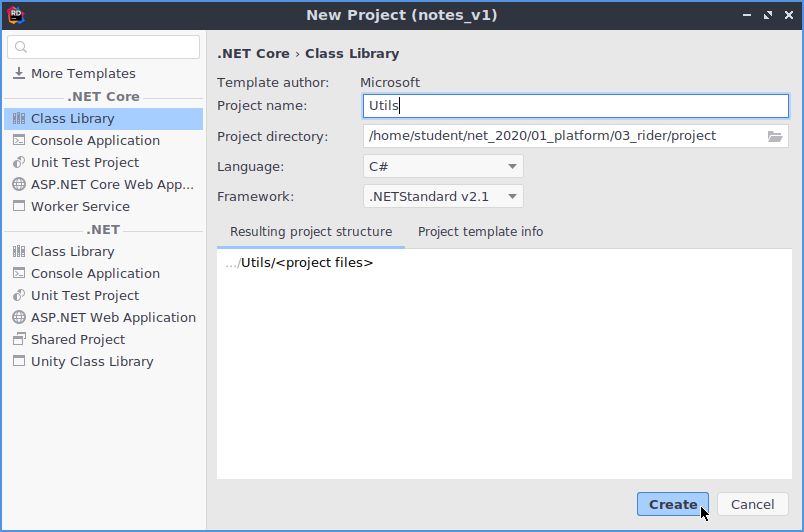 RD
New Project (notes_v1)
More Templates
.NET Core
Class Library
Console Application
Unit Test Project
ASP.NET Core Web App...
Worker Service
.NET
Class Library
Console Application
Unit Test Project
ASP.NET Web Application
Shared Project
Unity Class Library
.NET Core › Class Library
Template author: Microsoft
Project name: Utils
Project directory: /home/student/net_2020/01_platform/03_rider/project
Language: C#
Framework: .NETStandard v2.1
Resulting project structure Project template info
.../Utils/<project files>
Create Cancel